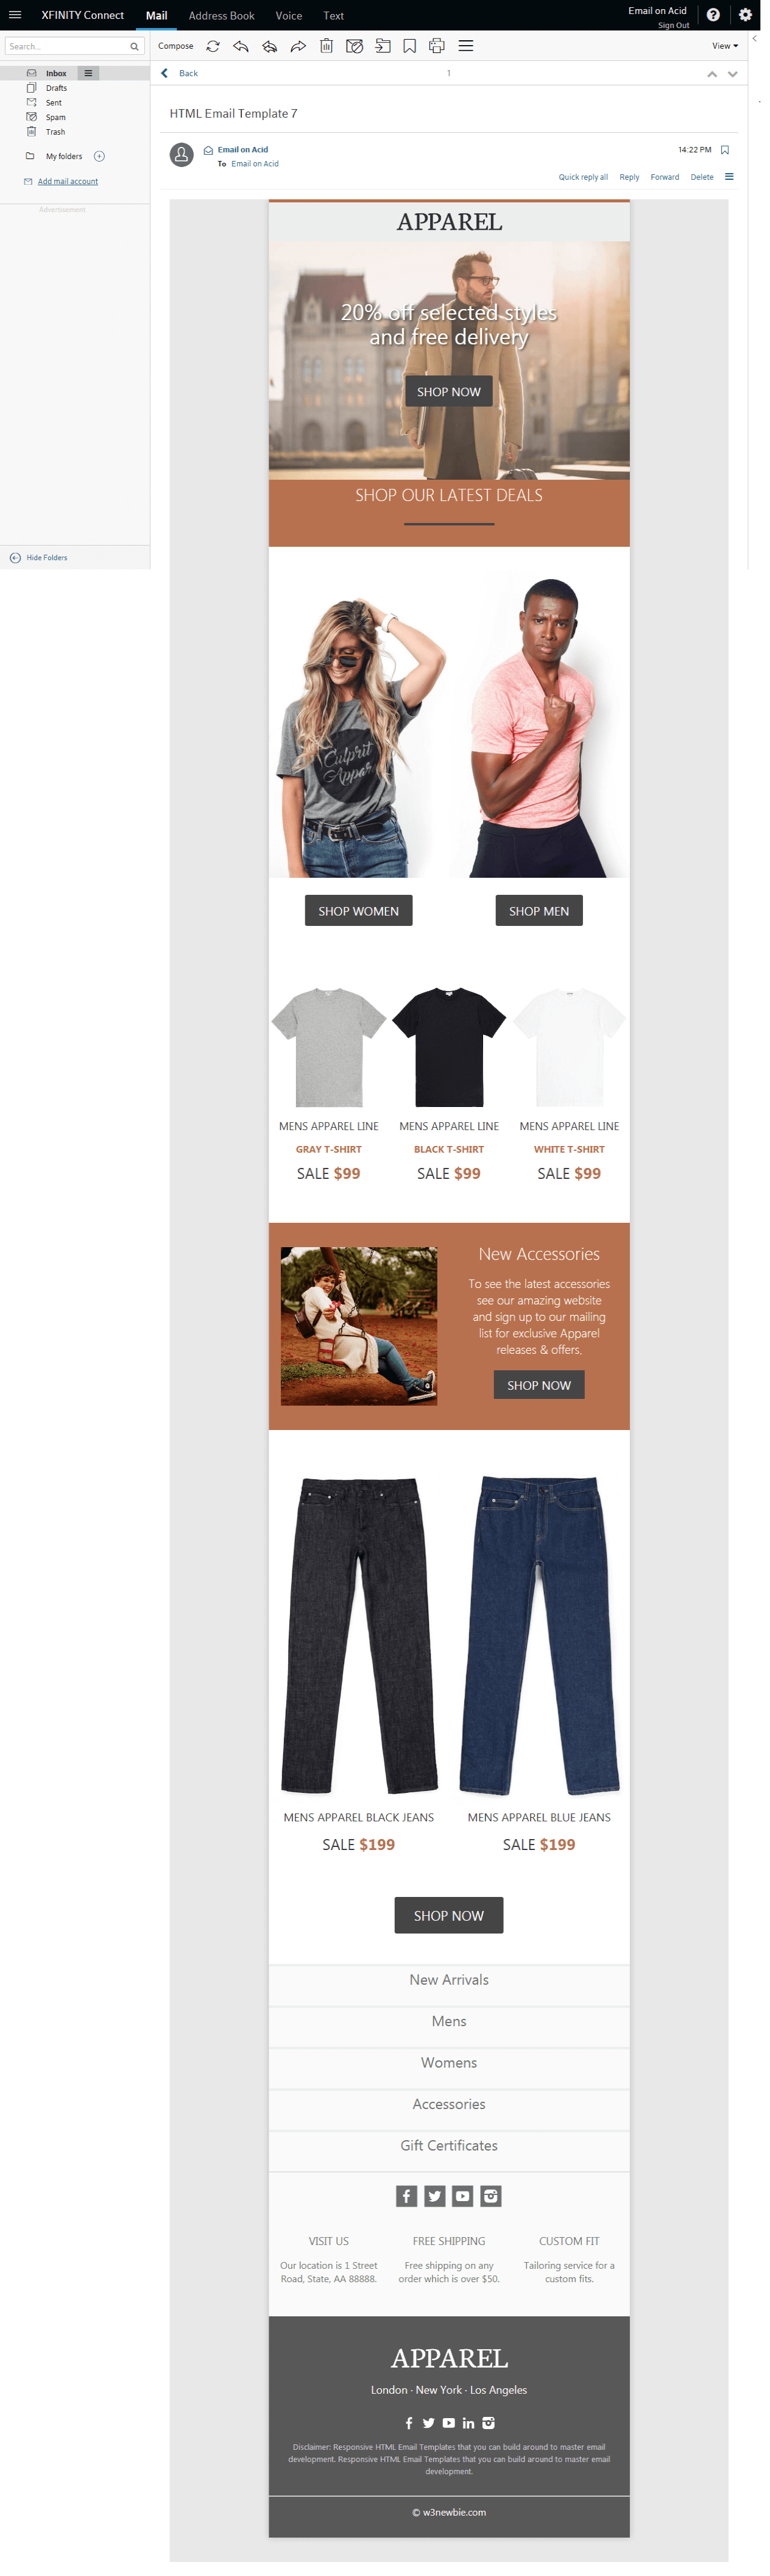 XFINITY Connect
Mail
Address Book
Voice
Text
Email on Acid
Sign Out
Search...
Compose
View
Inbox
Drafts
Sent
Spam
Trash
My folders
Add mail account
Advertisement
Hide Folders
Back
1
HTML Email Template 7
Email on Acid
14:22 PM
To Email on Acid
Quick reply all
Reply
Forward
Delete
APPAREL
20% off selected styles
and free delivery
SHOP NOW
SHOP OUR LATEST DEALS
Culprit
Appar
SHOP WOMEN
SHOP MEN
MENS APPAREL LINE
GRAY T-SHIRT
SALE $99
MENS APPAREL LINE
BLACK T-SHIRT
SALE $99
MENS APPAREL LINE
WHITE T-SHIRT
SALE $99
New Accessories
To see the latest accessories
see our amazing website
and sign up to our mailing
list for exclusive Apparel
releases & offers.
SHOP NOW
MENS APPAREL BLACK JEANS
SALE $199
MENS APPAREL BLUE JEANS
SALE $199
SHOP NOW
New Arrivals
Mens
Womens
Accessories
Gift Certificates
VISIT US
Our location is 1 Street
Road, State, AA 88888.
FREE SHIPPING
Free shipping on any
order which is over $50.
CUSTOM FIT
Tailoring service for a
custom fits.
APPAREL
London · New York · Los Angeles
Disclaimer: Responsive HTML Email Templates that you can build around to master email
development. Responsive HTML Email Templates that you can build around to master email
development.
© w3newbie.com